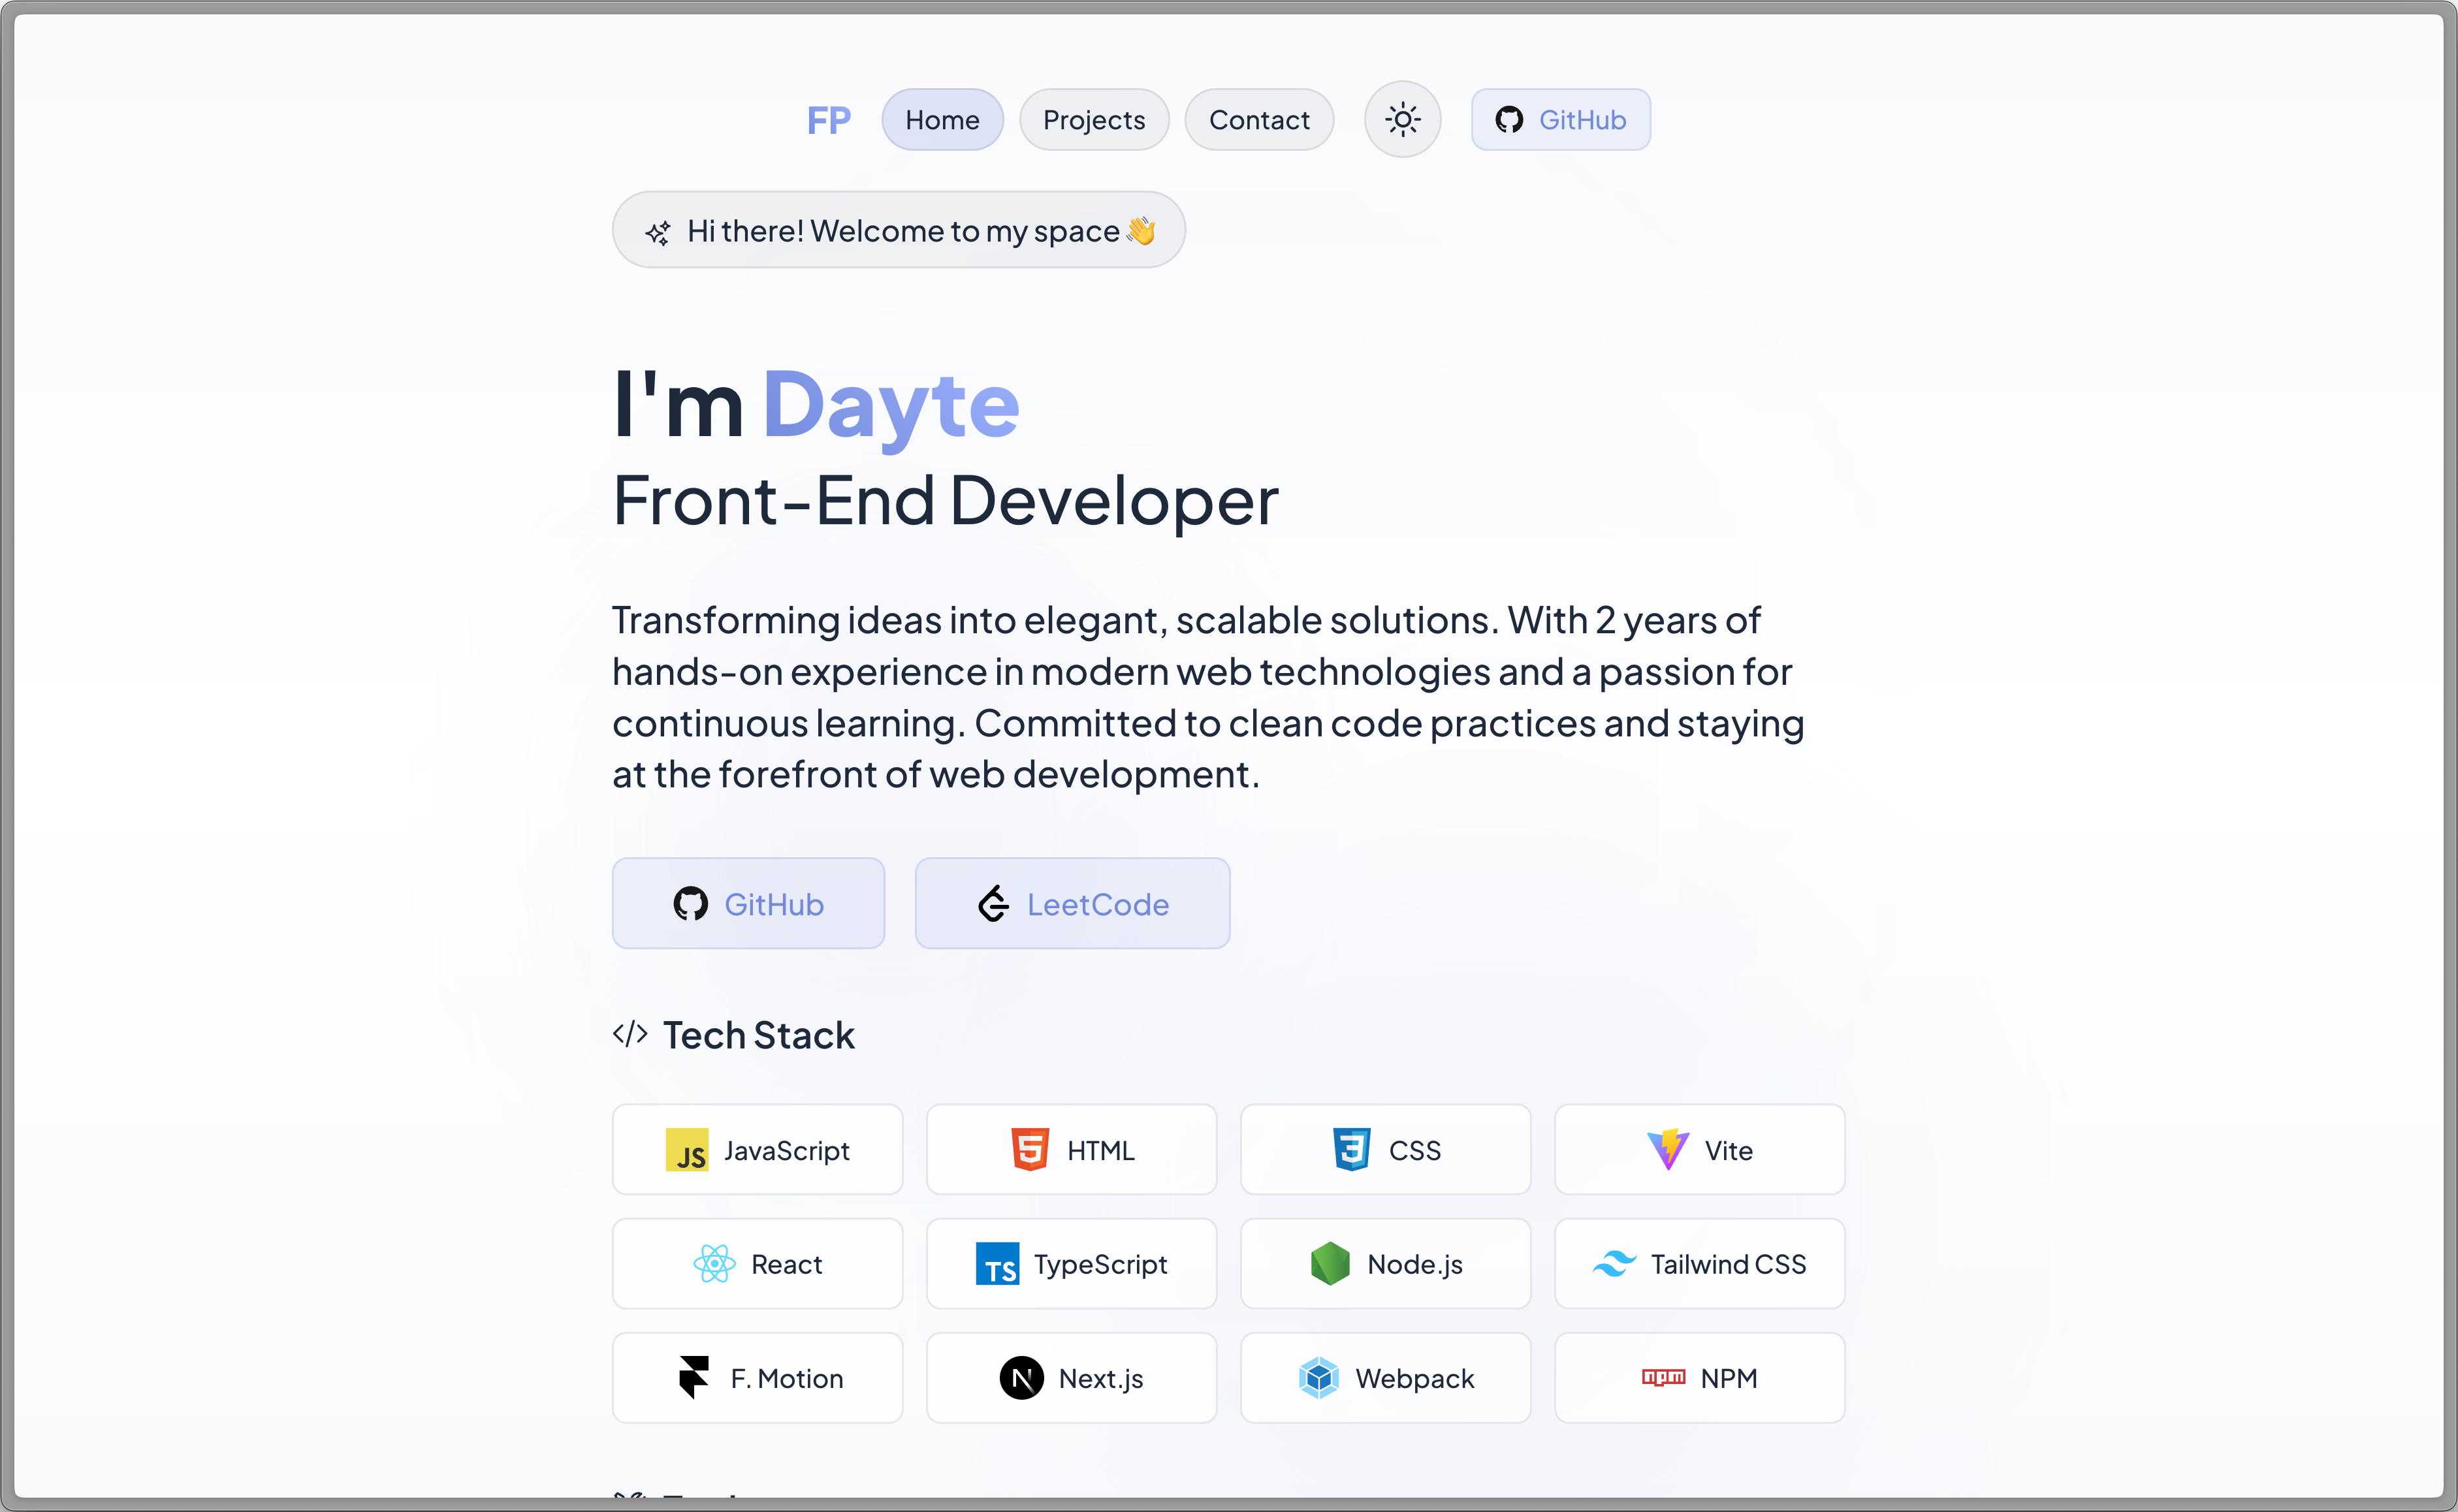 FP
Home
Projects
Contact
GitHub
Hi there! Welcome to my space 👋
I'm Dayte
Front-End Developer
Transforming ideas into elegant, scalable solutions. With 2 years of
hands-on experience in modern web technologies and a passion for
continuous learning. Committed to clean code practices and staying
at the forefront of web development.
GitHub
LeetCode
</> Tech Stack
JS JavaScript
5 HTML
3 CSS
Vite
React
TS TypeScript
Node.js
Tailwind CSS
F. Motion
N Next.js
Webpack
npm NPM